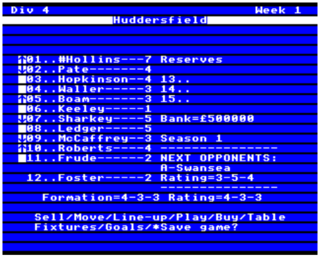 Div 4 Week 1
Huddersfield
01..#Hollins---7 Reserves
02..Pate-------4
03..Hopkinson--4 13..
04..Waller-----3 14..
05..Boam-------3 15..
06..Keeley-----1
07..Sharkey----5 Bank=£500000
08..Ledger-----5
09..McCaffrey--3 Season 1
10..Roberts----4 ---------------
11..Frude------2 NEXT OPPONENTS:
A-Swansea
12..Foster-----2 Rating=3-5-4
---------------
Formation=4-3-3 Rating=4-3-3
Sell/Move/Line-up/Play/Buy/Table
Fixtures/Goals/*Save game?